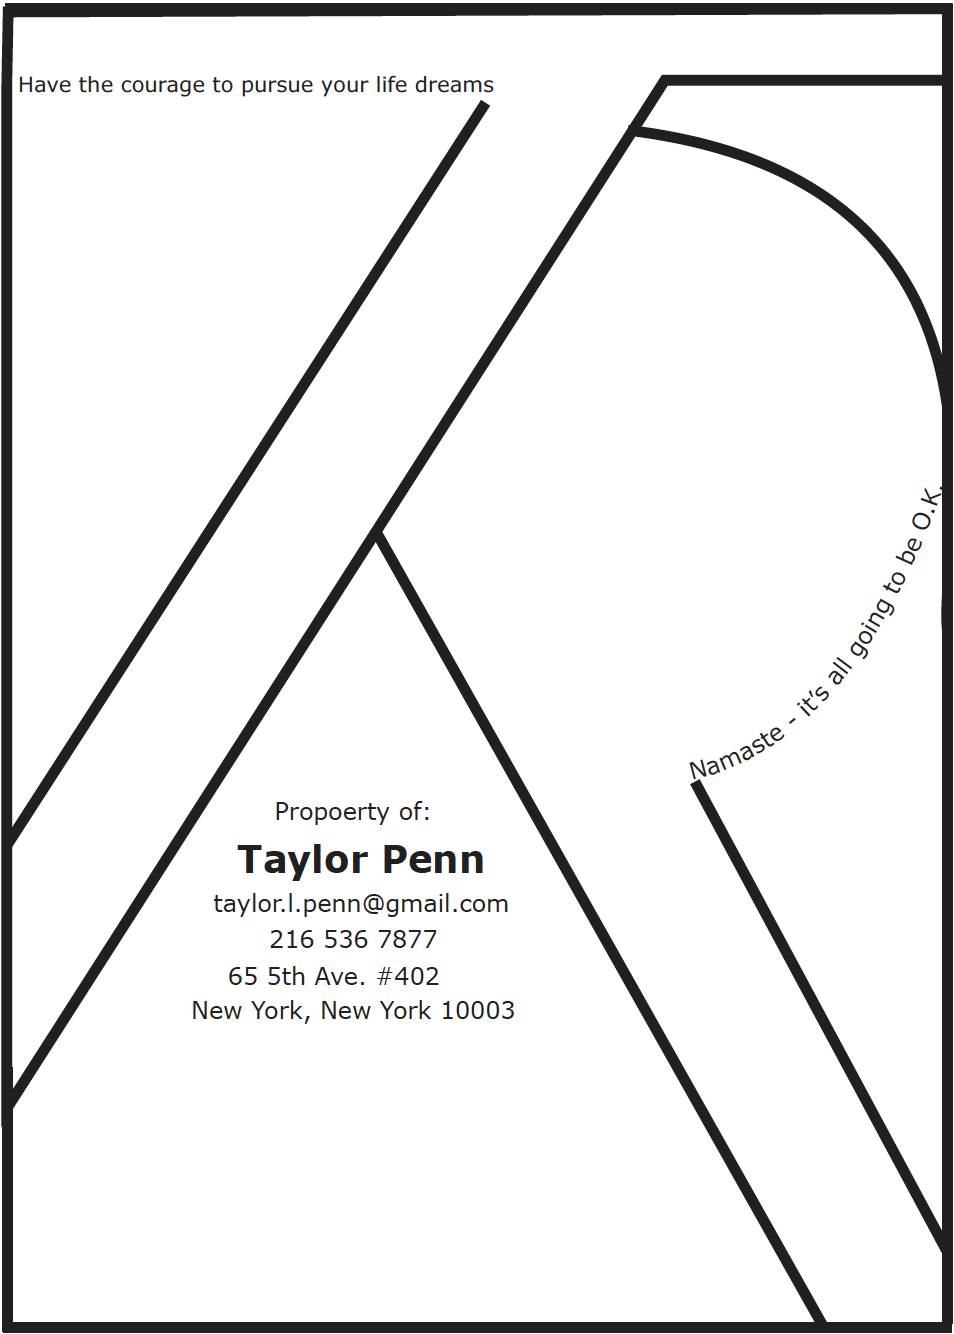 Have the courage to pursue your life dreams
Namaste - it's all going to be O.K.
Propoerty of:
Taylor Penn
taylor.l.penn@gmail.com
216 536 7877
65 5th Ave. #402
New York, New York 10003